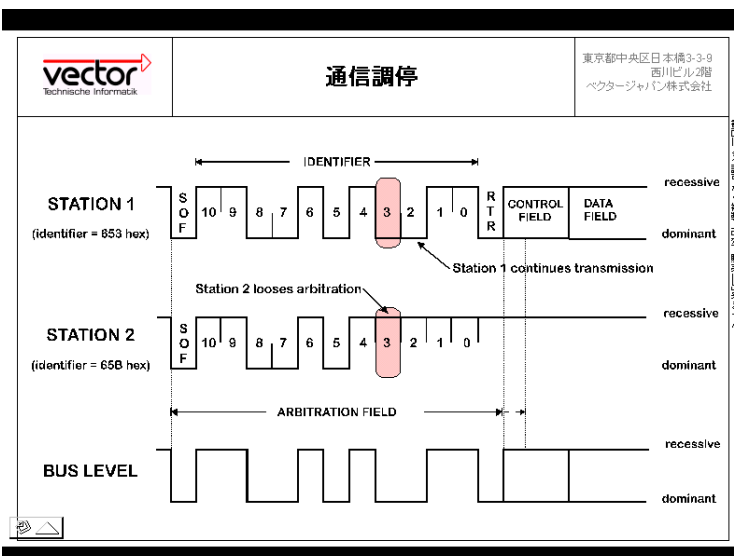 vector
Technische Informatik
通信調停
東京都中央区日本橋3-3-9
西川ビル2階
ベクタージャパン株式会社
IDENTIFIER
STATION 1
(identifier = 653 hex)
SOF
10 9 8 7 6 5 4 3 2 1 0
RTR
CONTROL
FIELD
DATA
FIELD
recessive
dominant
Station 1 continues transmission
Station 2 looses arbitration
STATION 2
(identifier = 65B hex)
SOF
10 9 8 7 6 5 4 3 2 1 0
recessive
dominant
ARBITRATION FIELD
BUS LEVEL
recessive
dominant